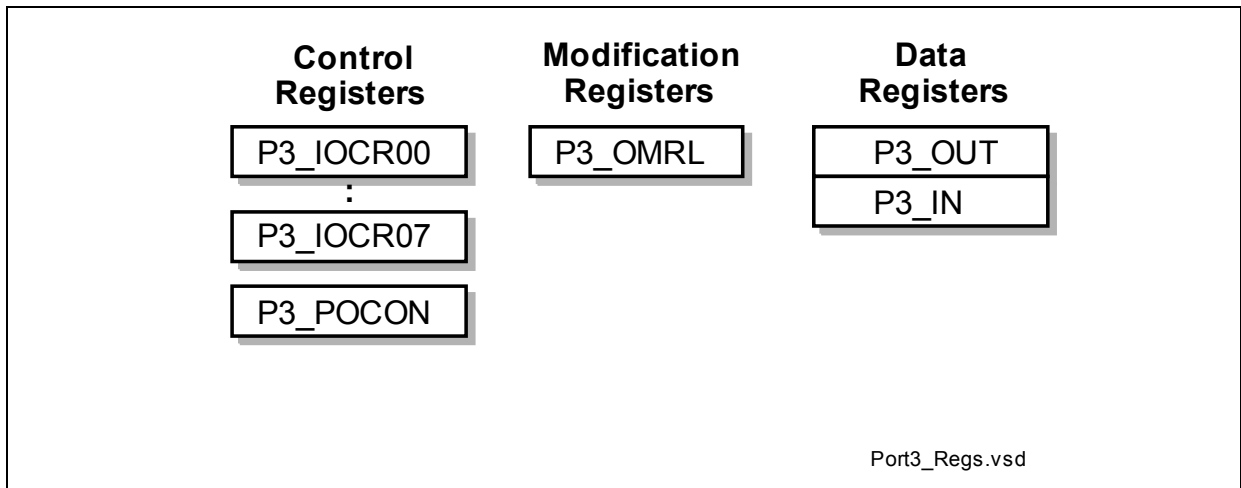 Control
Registers
P3_IOCR00
:
P3_IOCR07
P3_POCON
Modification
Registers
P3_OMRL
Data
Registers
P3_OUT
P3_IN
Port3_Regs.vsd